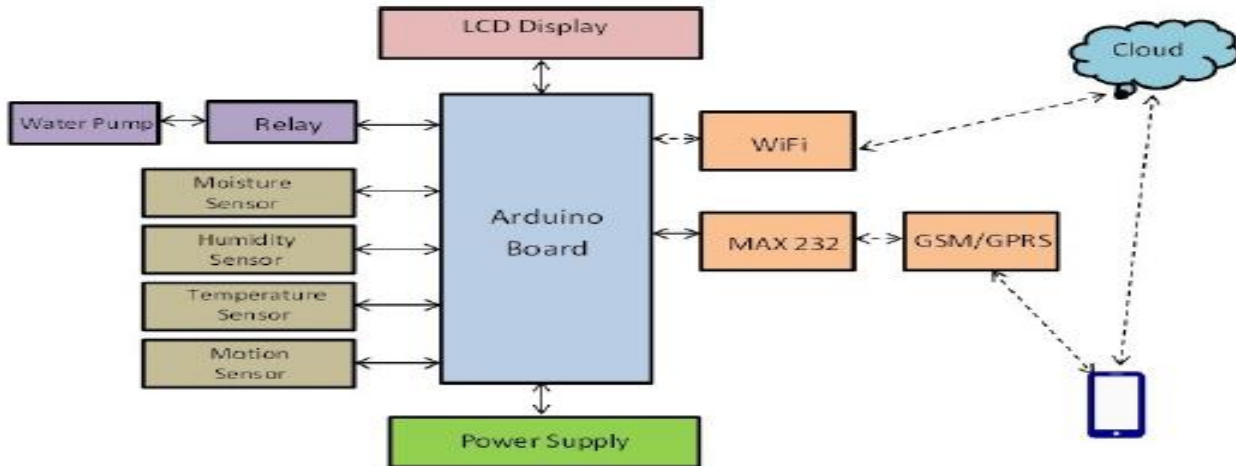 LCD Display
Cloud
Water Pump
Relay
WiFi
Moisture
Sensor
Arduino
Board
MAX 232
GSM/GPRS
Humidity
Sensor
Temperature
Sensor
Motion
Sensor
Power Supply